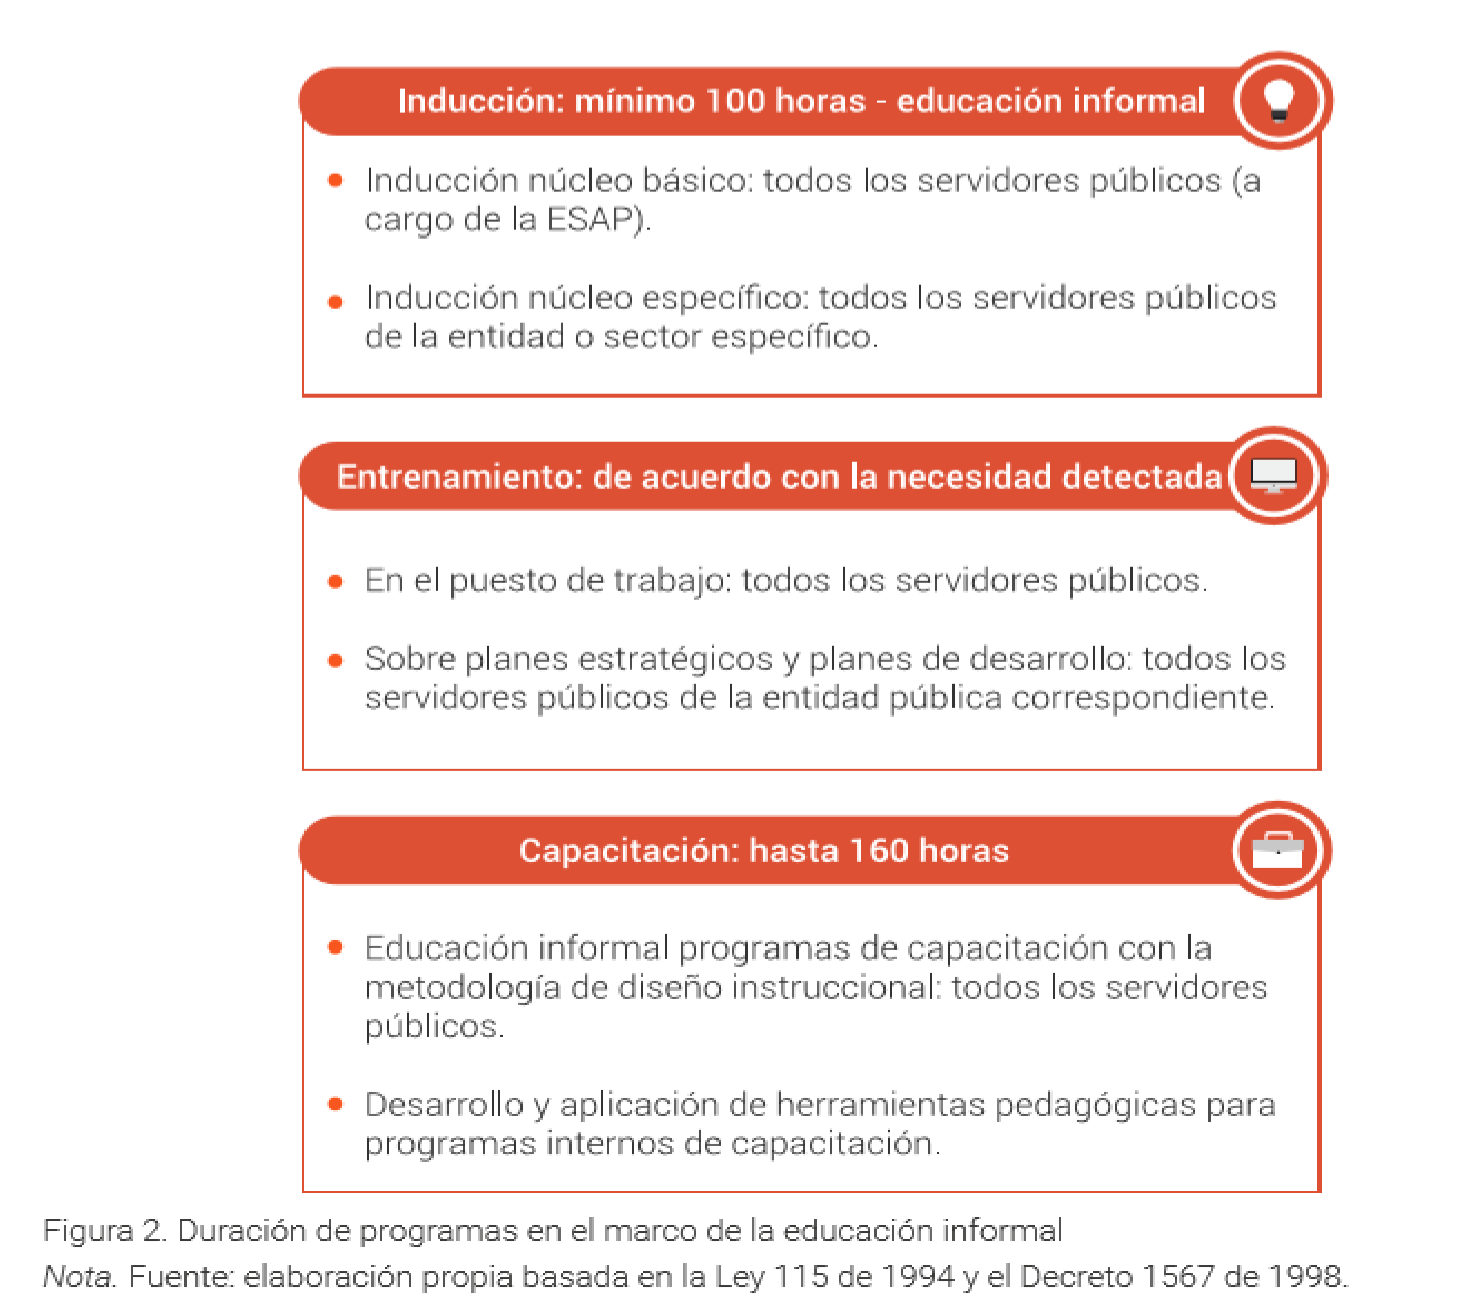 Inducción: mínimo 100 horas - educación informal
Inducción núcleo básico: todos los servidores públicos (a
cargo de la ESAP).
Inducción núcleo específico: todos los servidores públicos
de la entidad o sector específico.
Entrenamiento: de acuerdo con la necesidad detectada
En el puesto de trabajo: todos los servidores públicos.
Sobre planes estratégicos y planes de desarrollo: todos los
servidores públicos de la entidad pública correspondiente.
Capacitación: hasta 160 horas
Educación informal programas de capacitación con la
metodología de diseño instruccional: todos los servidores
públicos.
Desarrollo y aplicación de herramientas pedagógicas para
programas internos de capacitación.
Figura 2. Duración de programas en el marco de la educación informal
Nota. Fuente: elaboración propia basada en la Ley 115 de 1994 y el Decreto 1567 de 1998.